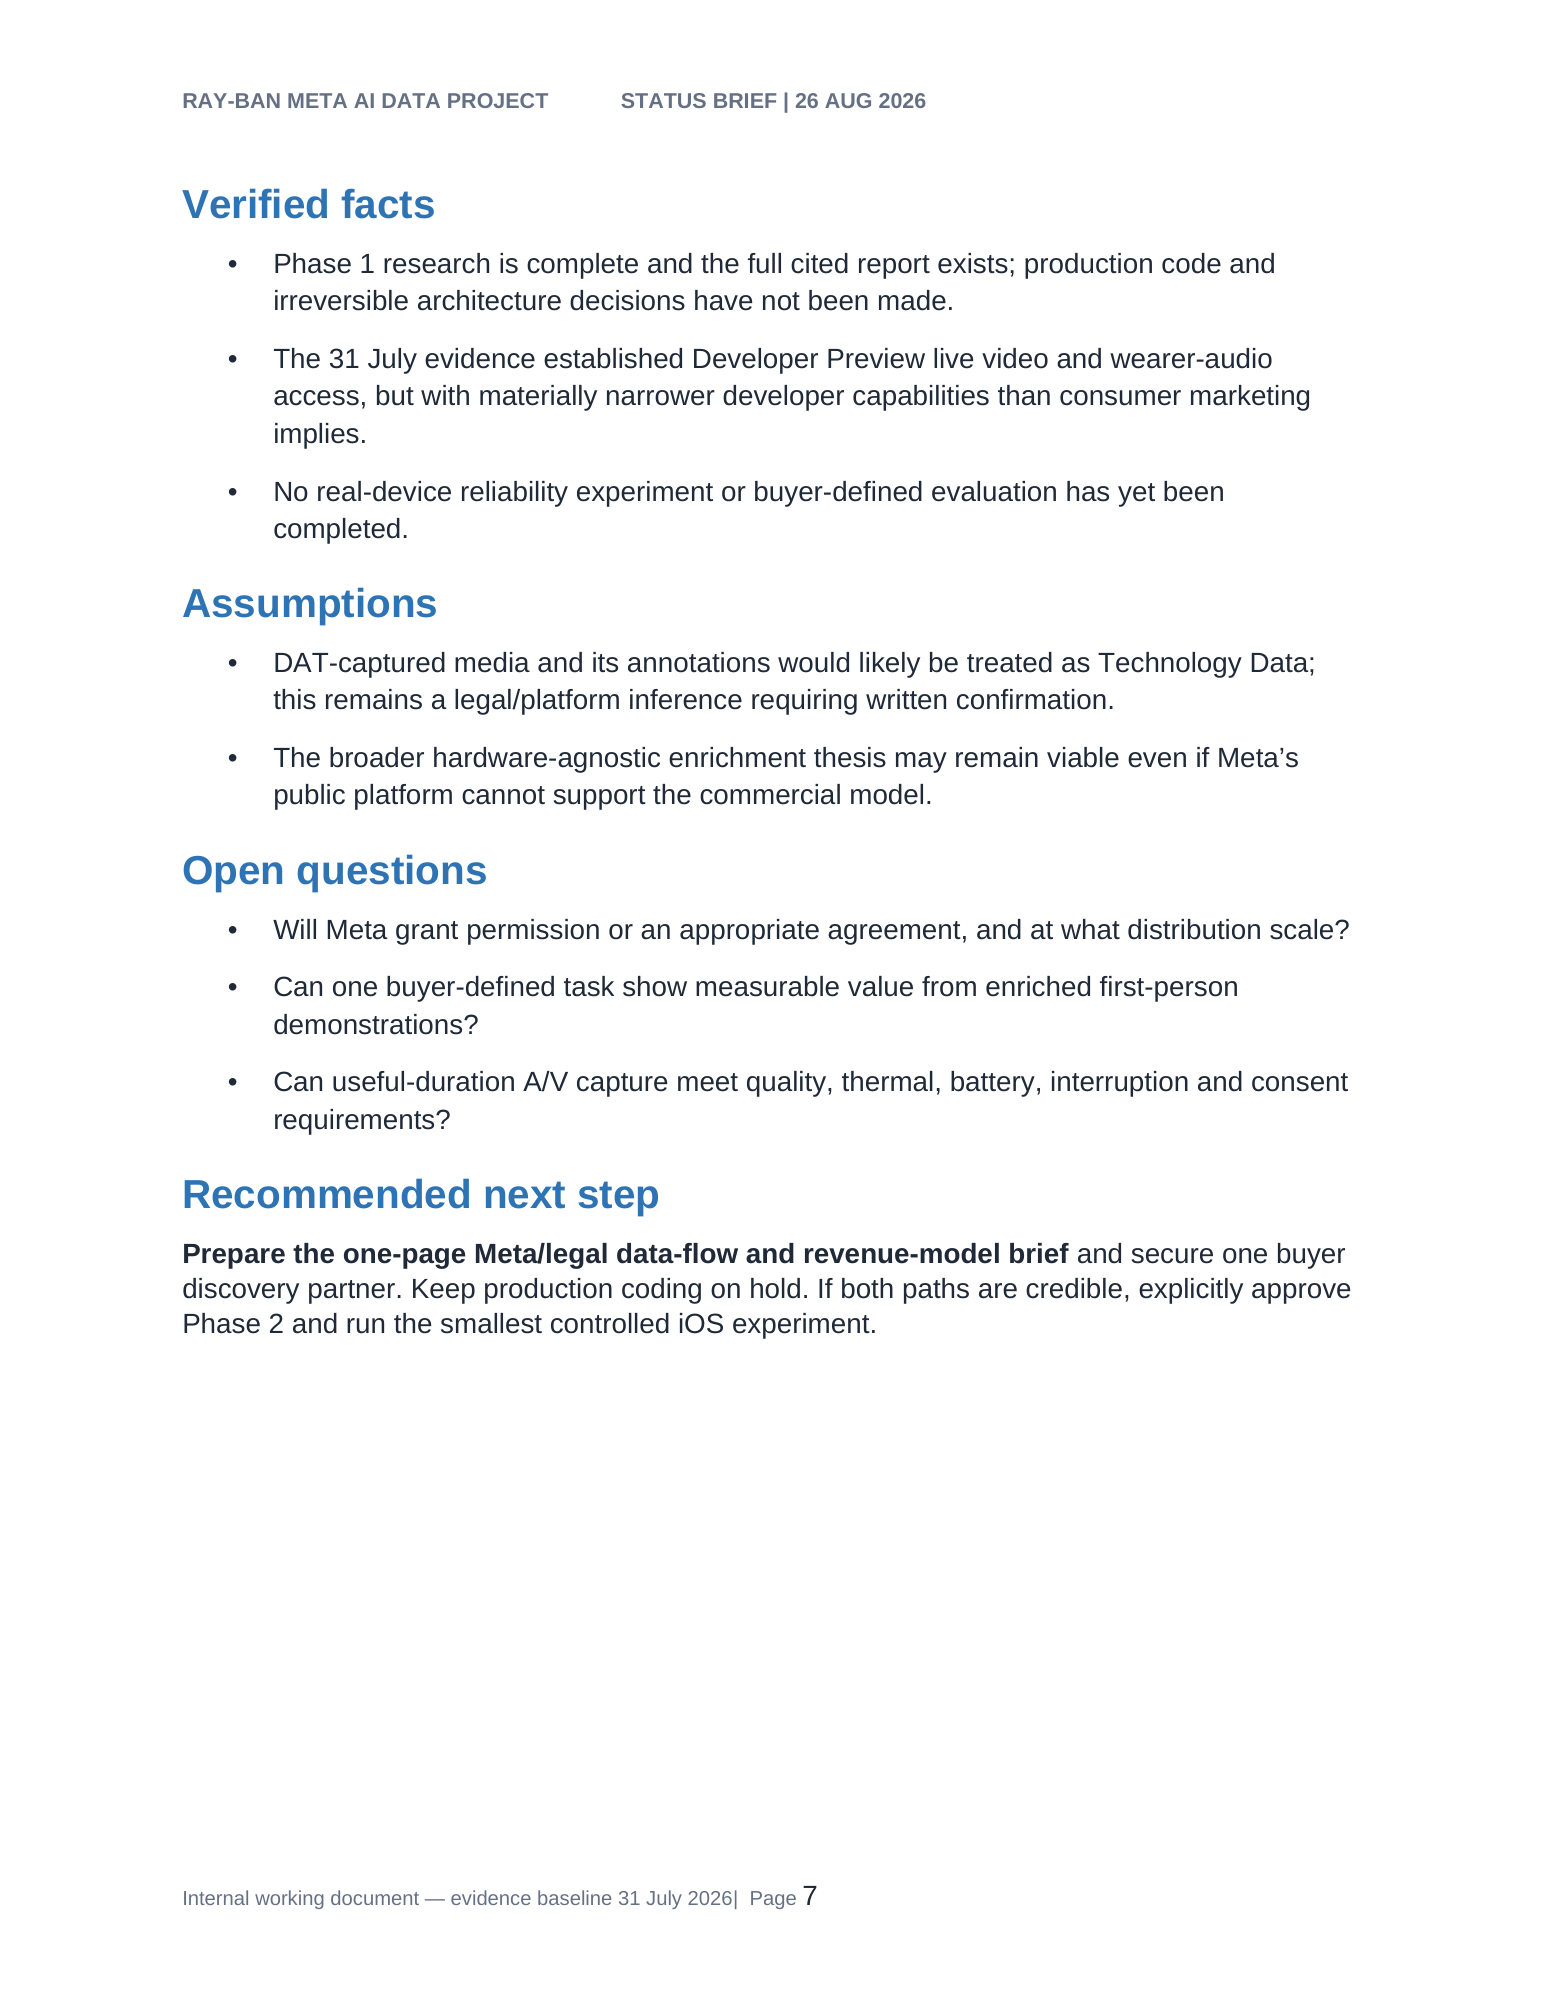 RAY-BAN META AI DATA PROJECT STATUS BRIEF | 26 AUG 2026
Verified facts
• Phase 1 research is complete and the full cited report exists; production code and
irreversible architecture decisions have not been made.
• The 31 July evidence established Developer Preview live video and wearer-audio
access, but with materially narrower developer capabilities than consumer marketing
implies.
• No real-device reliability experiment or buyer-defined evaluation has yet been
completed.
Assumptions
• DAT-captured media and its annotations would likely be treated as Technology Data;
this remains a legal/platform inference requiring written confirmation.
• The broader hardware-agnostic enrichment thesis may remain viable even if Meta’s
public platform cannot support the commercial model.
Open questions
• Will Meta grant permission or an appropriate agreement, and at what distribution scale?
• Can one buyer-defined task show measurable value from enriched first-person
demonstrations?
• Can useful-duration A/V capture meet quality, thermal, battery, interruption and consent
requirements?
Recommended next step
Prepare the one-page Meta/legal data-flow and revenue-model brief and secure one buyer
discovery partner. Keep production coding on hold. If both paths are credible, explicitly approve
Phase 2 and run the smallest controlled iOS experiment.
Internal working document — evidence baseline 31 July 2026| Page 7